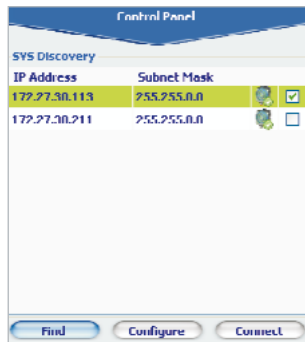 Control Panel
SYS Discovery
IP Address Subnet Mask
172.27.30.113 255.255.0.0
172.27.30.211 255.255.0.0
Find Configure Connect